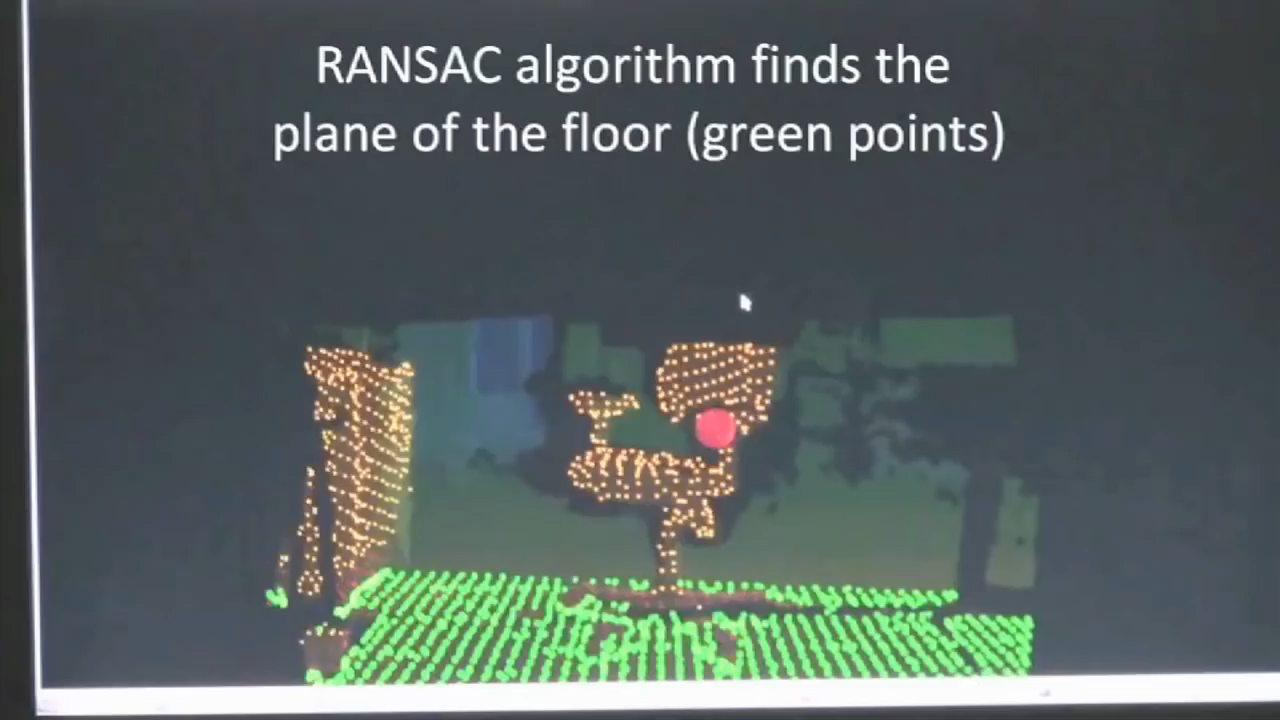 RANSAC algorithm finds the
plane of the floor (green points)